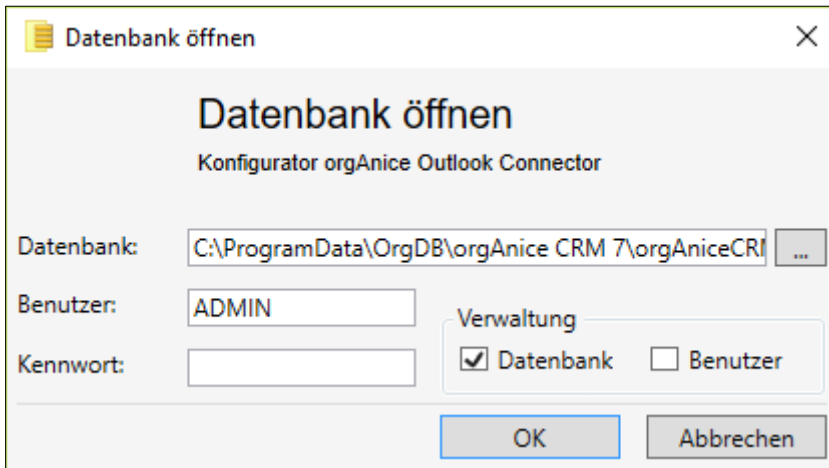 Datenbank öffnen
Datenbank öffnen
Konfigurator orgAnice Outlook Connector
Datenbank: C:\ProgramData\OrgDB\orgAnice CRM 7\orgAniceCRM ...
Benutzer: ADMIN
Verwaltung
Kennwort: Datenbank Benutzer
OK Abbrechen